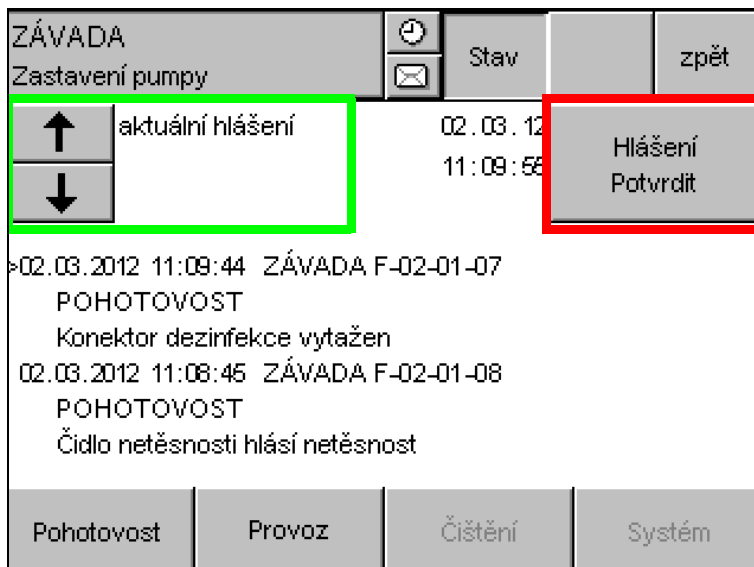 ZÁVADA
Zastavení pumpy
Stav
zpět
aktuální hlášení
02.03.12
11:09:55
Hlášení
Potvrdit
>02.03.2012 11:09:44 ZÁVADA F-02-01-07
POHOTOVOST
Konektor dezinfekce vytažen
02.03.2012 11:08:45 ZÁVADA F-02-01-08
POHOTOVOST
Čidlo netěsnosti hlásí netěsnost
Pohotovost
Provoz
Čištění
Systém